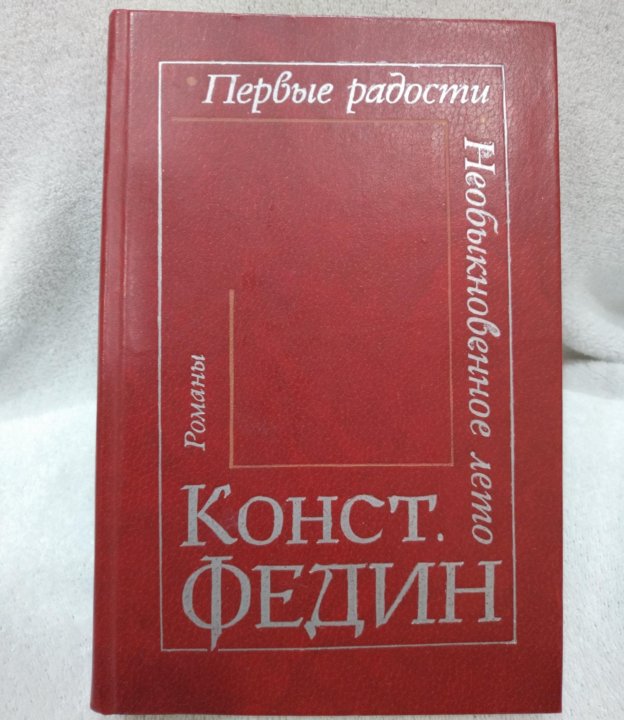 Первые радости
Необыкновенное лето
Романы
Конст.
Федин